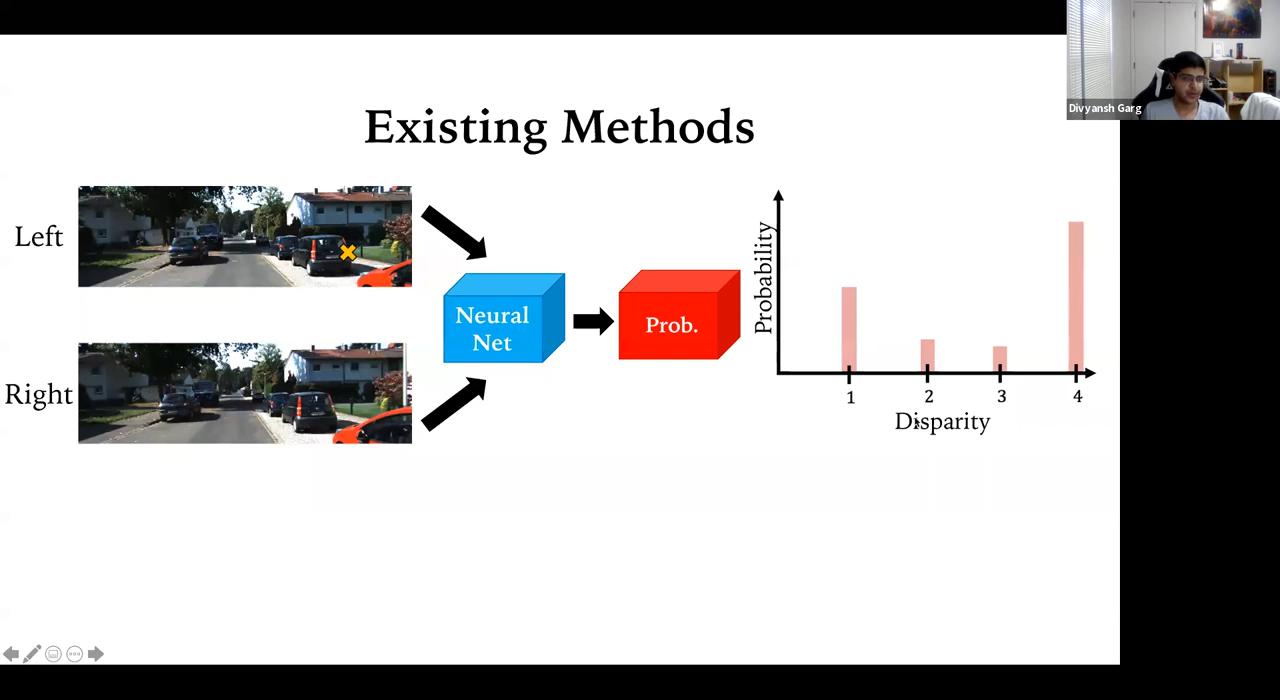 Existing Methods
Divyansh Garg
Left
Right
Neural
Net
Prob.
Probability
1 2 3 4
Disparity